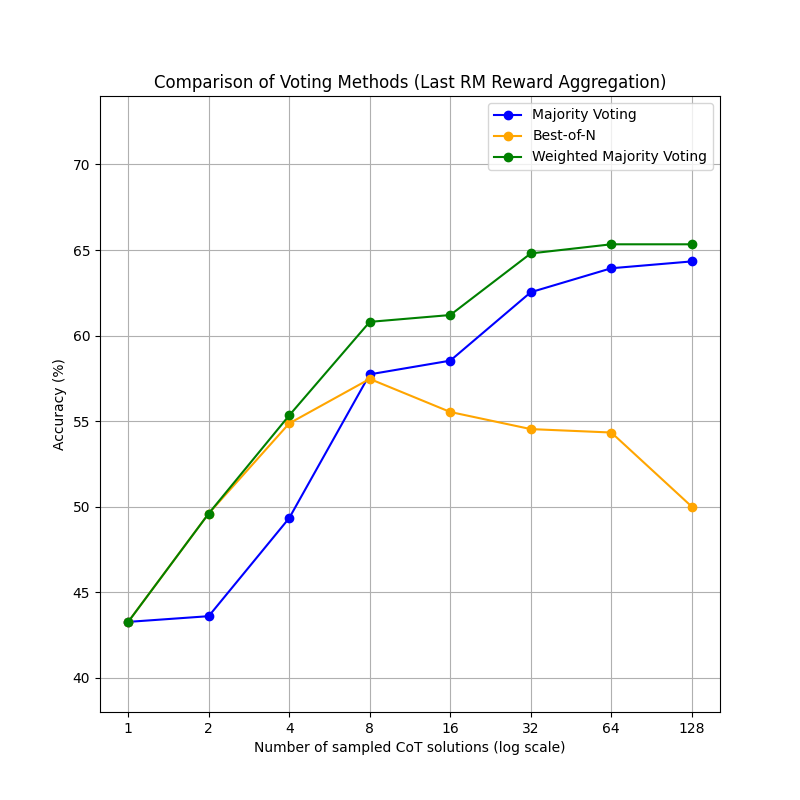 Comparison of Voting Methods (Last RM Reward Aggregation)
Majority Voting
Best-of-N
Weighted Majority Voting
Accuracy (%)
70
65
60
55
50
45
40
1 2 4 8 16 32 64 128
Number of sampled CoT solutions (log scale)